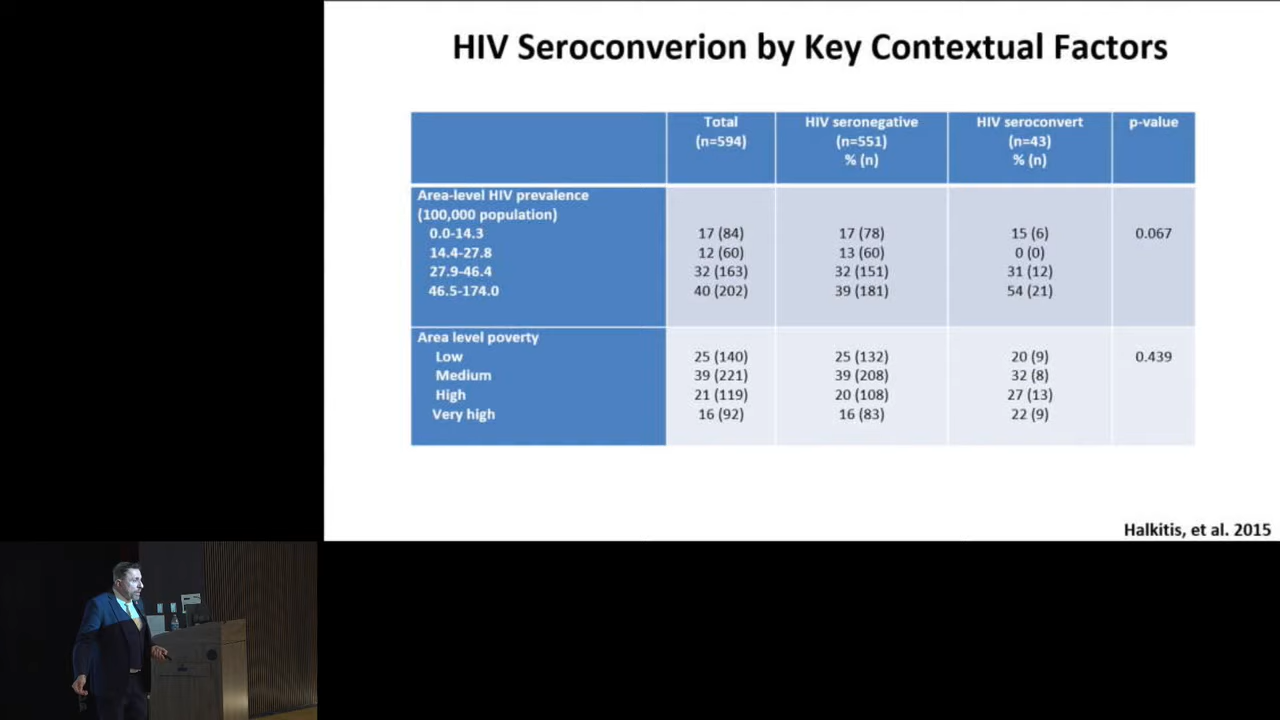 HIV Seroconverion by Key Contextual Factors
Total (n=594) HIV seronegative (n=551) % (n) HIV seroconvert (n=43) % (n) p-value
Area-level HIV prevalence
(100,000 population)
0.0-14.3 17 (84) 17 (78) 15 (6) 0.067
14.4-27.8 12 (60) 13 (60) 0 (0)
27.9-46.4 32 (163) 32 (151) 31 (12)
46.5-174.0 40 (202) 39 (181) 54 (21)
Area level poverty
Low 25 (140) 25 (132) 20 (9) 0.439
Medium 39 (221) 39 (208) 32 (8)
High 21 (119) 20 (108) 27 (13)
Very high 16 (92) 16 (83) 22 (9)
Halkitis, et al. 2015